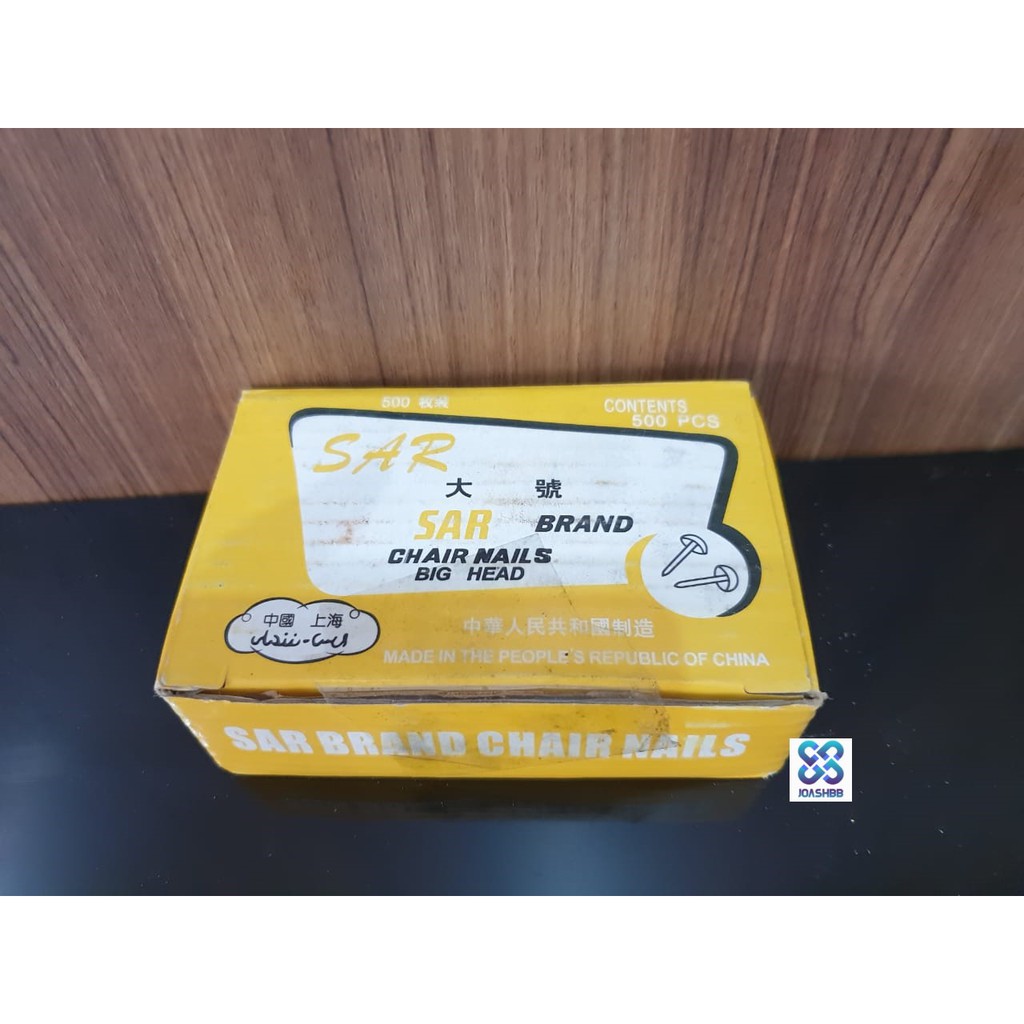 500 枚装
CONTENTS
500 PCS
SAR
大 號
SAR BRAND
CHAIR NAILS
BIG HEAD
中國 上海
中華人民共和國制造
MADE IN THE PEOPLE'S REPUBLIC OF CHINA
SAR BRAND CHAIR NAILS
JOASHBB